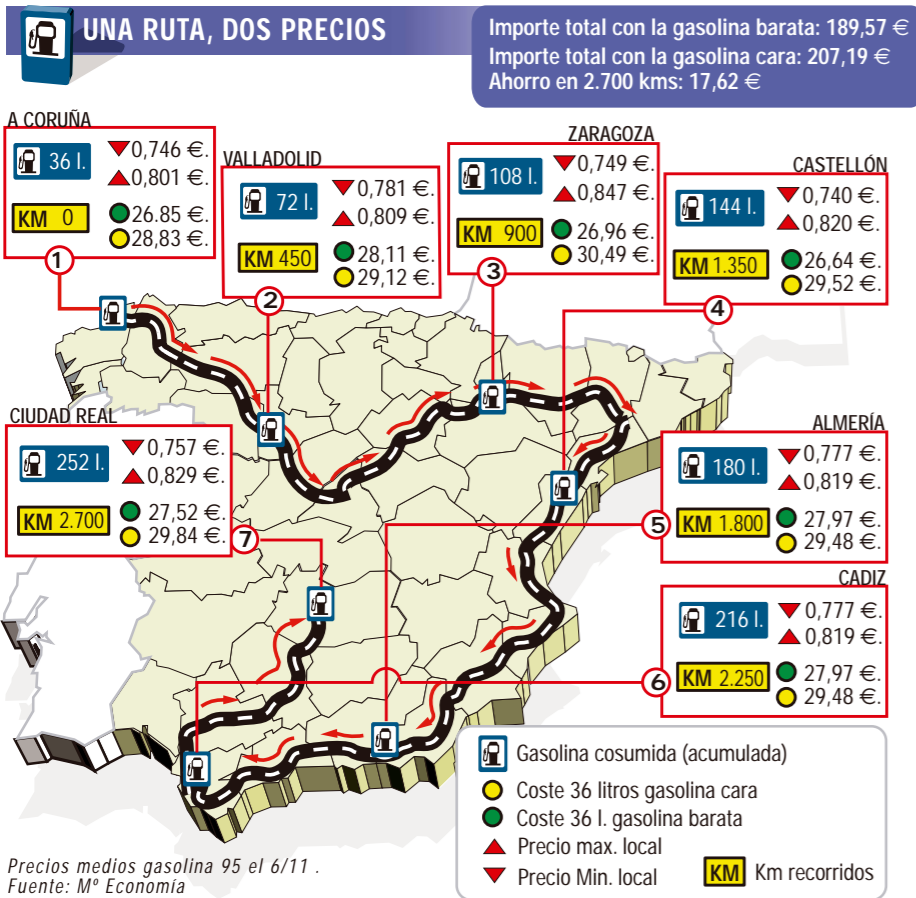 UNA RUTA, DOS PRECIOS
Importe total con la gasolina barata: 189,57 €
Importe total con la gasolina cara: 207,19 €
Ahorro en 2.700 kms: 17,62 €
A CORUÑA
36 l.
0,746 €.
0,801 €.
KM 0
26.85 €.
28,83 €.
1
VALLADOLID
72 l.
0,781 €.
0,809 €.
KM 450
28,11 €.
29,12 €.
2
ZARAGOZA
108 l.
0,749 €.
0,847 €.
KM 900
26,96 €.
30,49 €.
3
CASTELLÓN
144 l.
0,740 €.
0,820 €.
KM 1.350
26,64 €.
29,52 €.
4
CIUDAD REAL
252 l.
0,757 €.
0,829 €.
KM 2.700
27,52 €.
29,84 €.
7
ALMERÍA
180 l.
0,777 €.
0,819 €.
KM 1.800
27,97 €.
29,48 €.
5
CADIZ
216 l.
0,777 €.
0,819 €.
KM 2.250
27,97 €.
29,48 €.
6
Gasolina cosumida (acumulada)
Coste 36 litros gasolina cara
Coste 36 l. gasolina barata
Precio max. local
Precio Min. local
KM Km recorridos
Precios medios gasolina 95 el 6/11 .
Fuente: Mº Economía